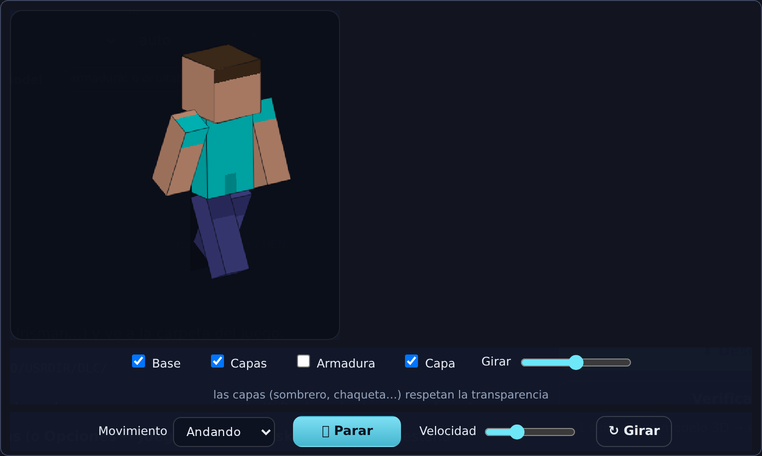 Base Capas Armadura Capa Girar
las capas (sombrero, chaqueta...) respetan la transparencia
Movimiento Andando Parar Velocidad ↻ Girar